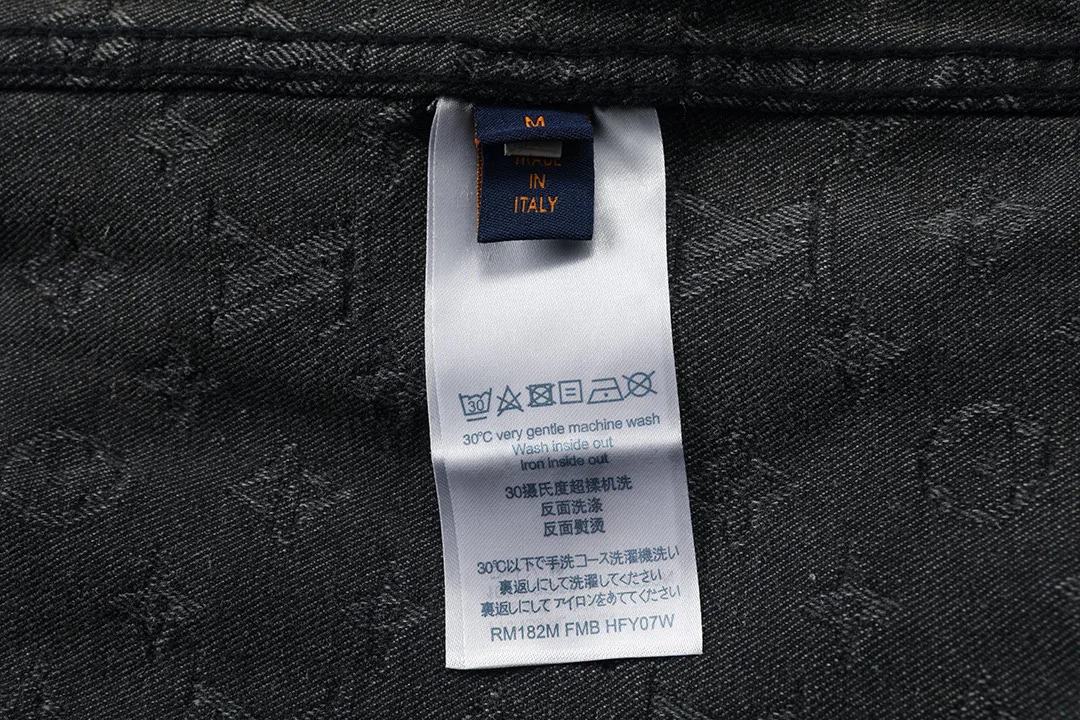 M
MADE
IN
ITALY
30
30°C very gentle machine wash
Wash inside out
Iron inside out
30摄氏度超揉机洗
反面洗涤
反面熨烫
30℃以下で手洗コース洗濯機洗い
裏返しにして洗濯してください
裏返しにして アイロンをあててください
RM182M FMB HFY07W